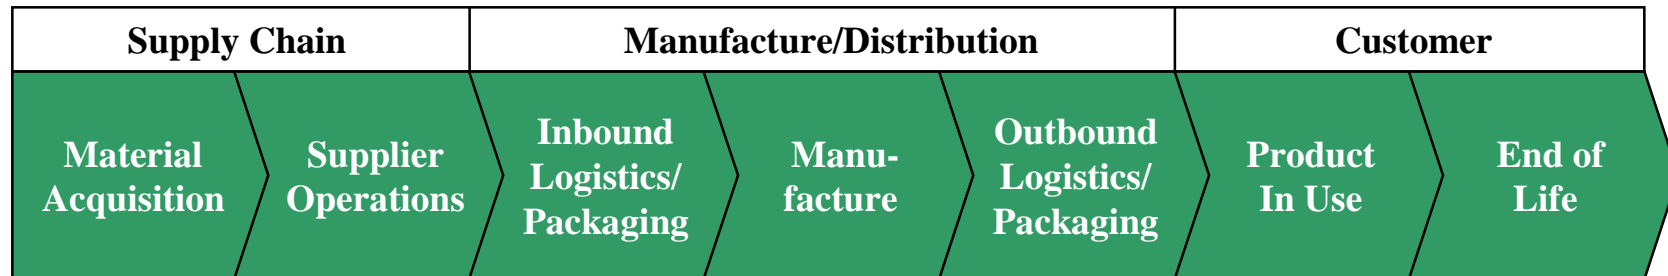 Supply Chain
Manufacture/Distribution
Customer
Material
Acquisition
Supplier
Operations
Inbound
Logistics/
Packaging
Manu-
facture
Outbound
Logistics/
Packaging
Product
In Use
End of
Life